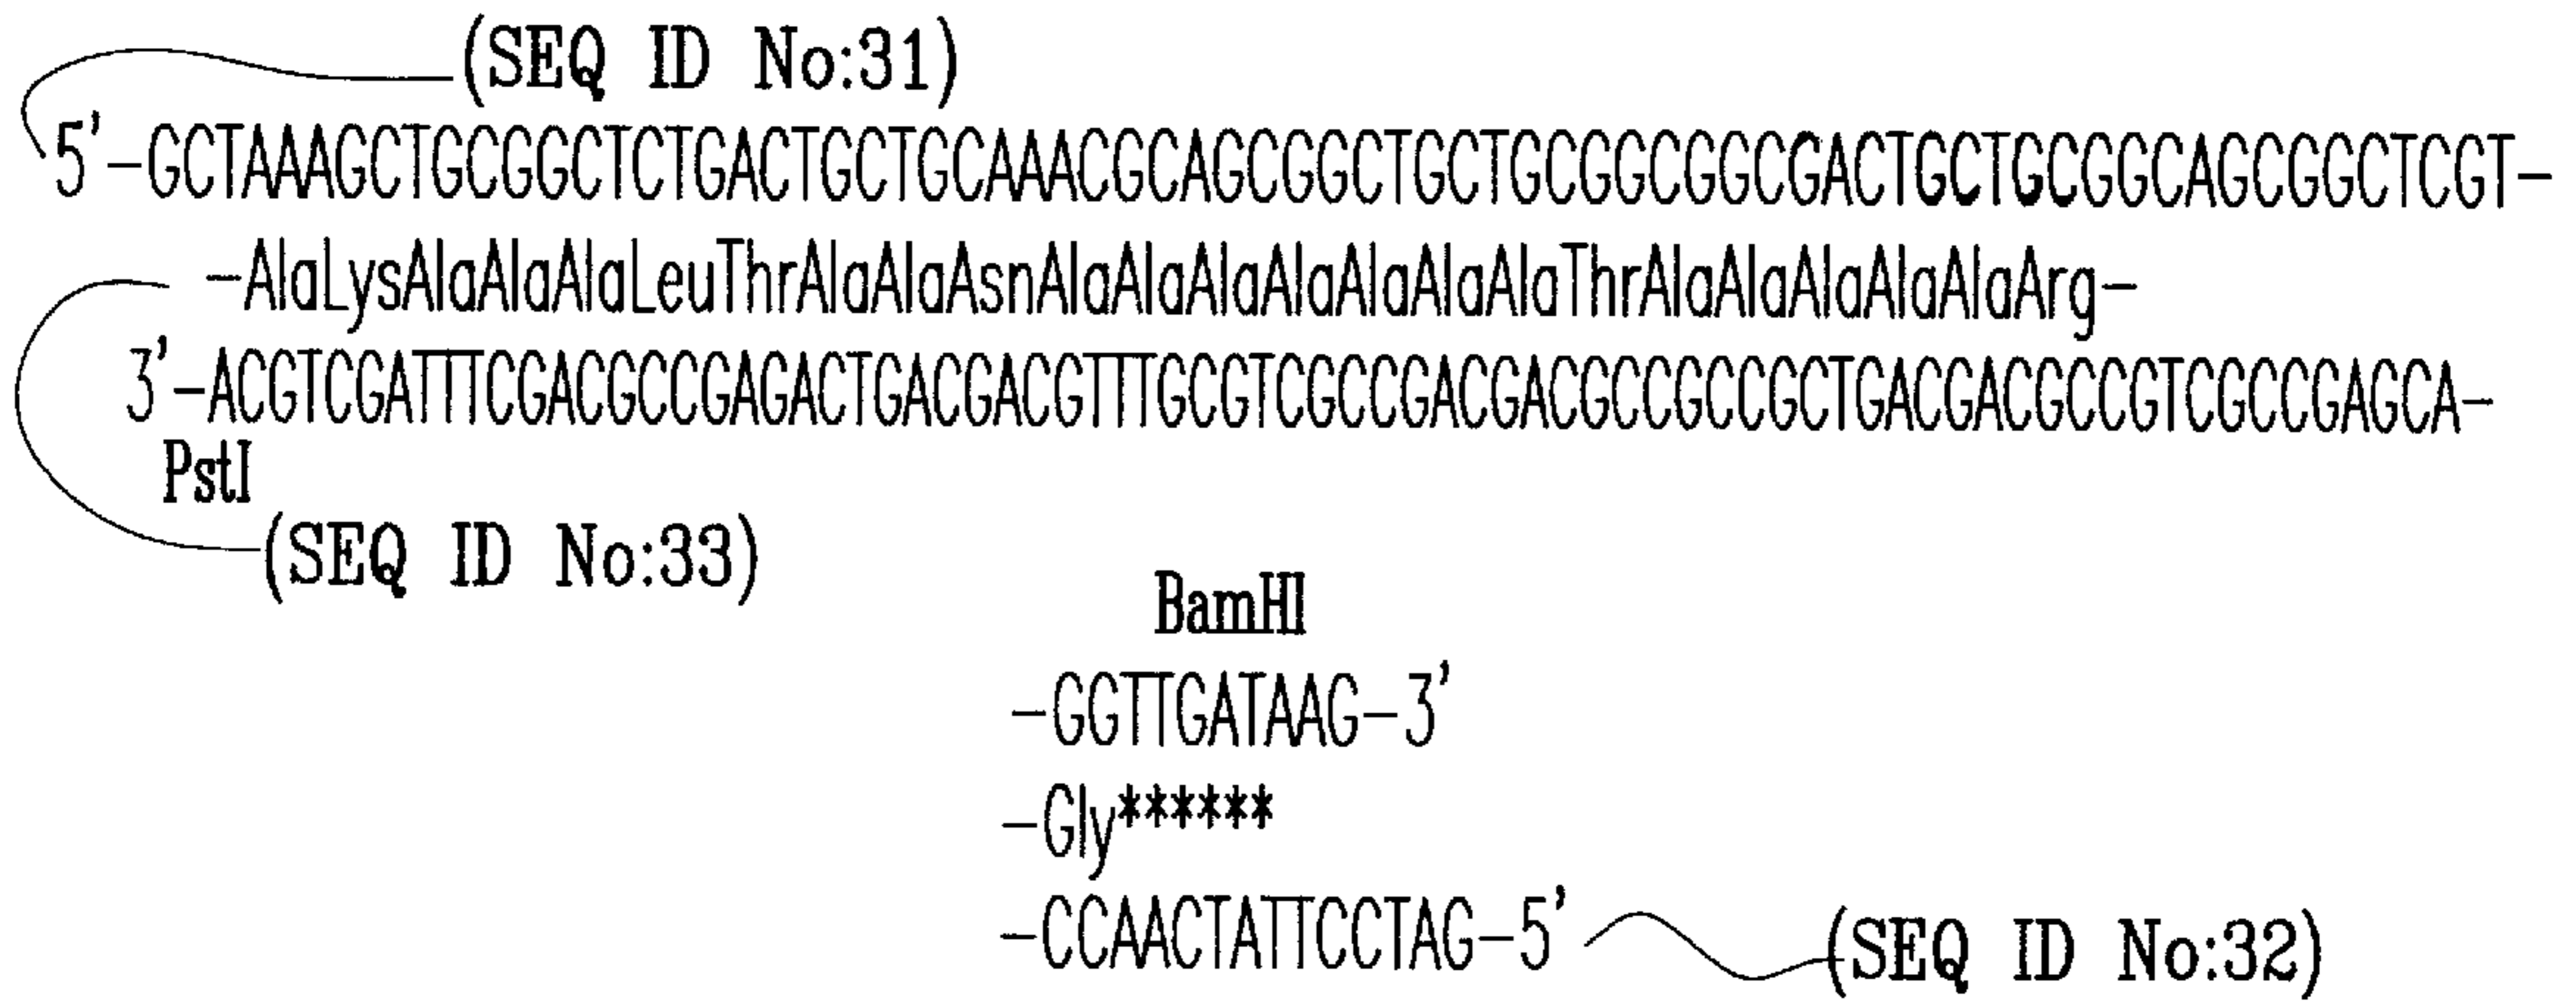 (SEQ ID No:31)
5'-GCTAAAGCTGCGGCTCTGACTGCTGCAAACGCAGCGGCTGCTGCGGCGGCGACTGCTGCGGCAGCGGCTCGT-
-AlaLysAlaAlaAlaLeuThrAlaAlaAsnAlaAlaAlaAlaAlaAlaAlaThrAlaAlaAlaAlaAlaArg-
3'-ACGTCGATTTCGACGCCGAGACTGACGACGTTTGCGTCGCCGACGACGCCGCCGCTGACGACGCCGTCGCCGAGCA-
PstI
(SEQ ID No:33)
BamHI
-GGTTGATAAG-3'
-Gly******
-CCAACTATTCCTAG-5'
(SEQ ID No:32)